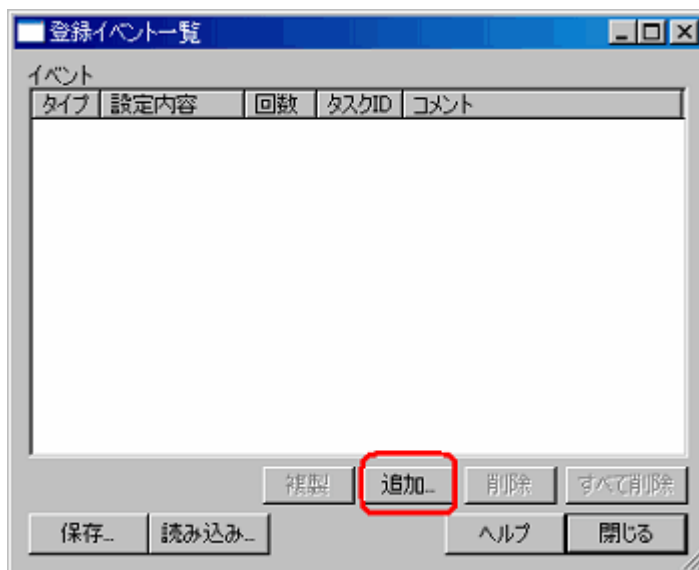 登録イベント一覧
イベント
タイプ 設定内容 回数 タスクID コメント
複製 追加... 削除 すべて削除
保存... 読み込み... ヘルプ 閉じる